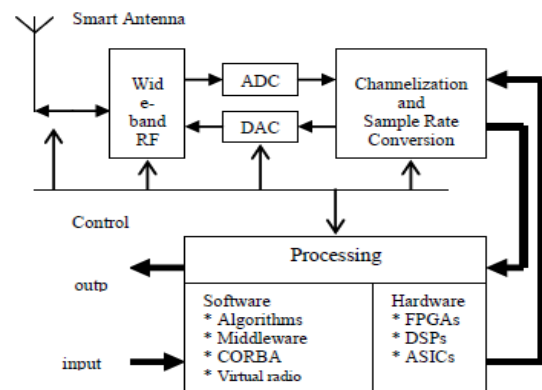 Smart Antenna
Wid
e-band
RF
ADC
DAC
Channelization
and
Sample Rate
Conversion
Control
Processing
outp
input
Software
* Algorithms
* Middleware
* CORBA
* Virtual radio
Hardware
* FPGAs
* DSPs
* ASICs